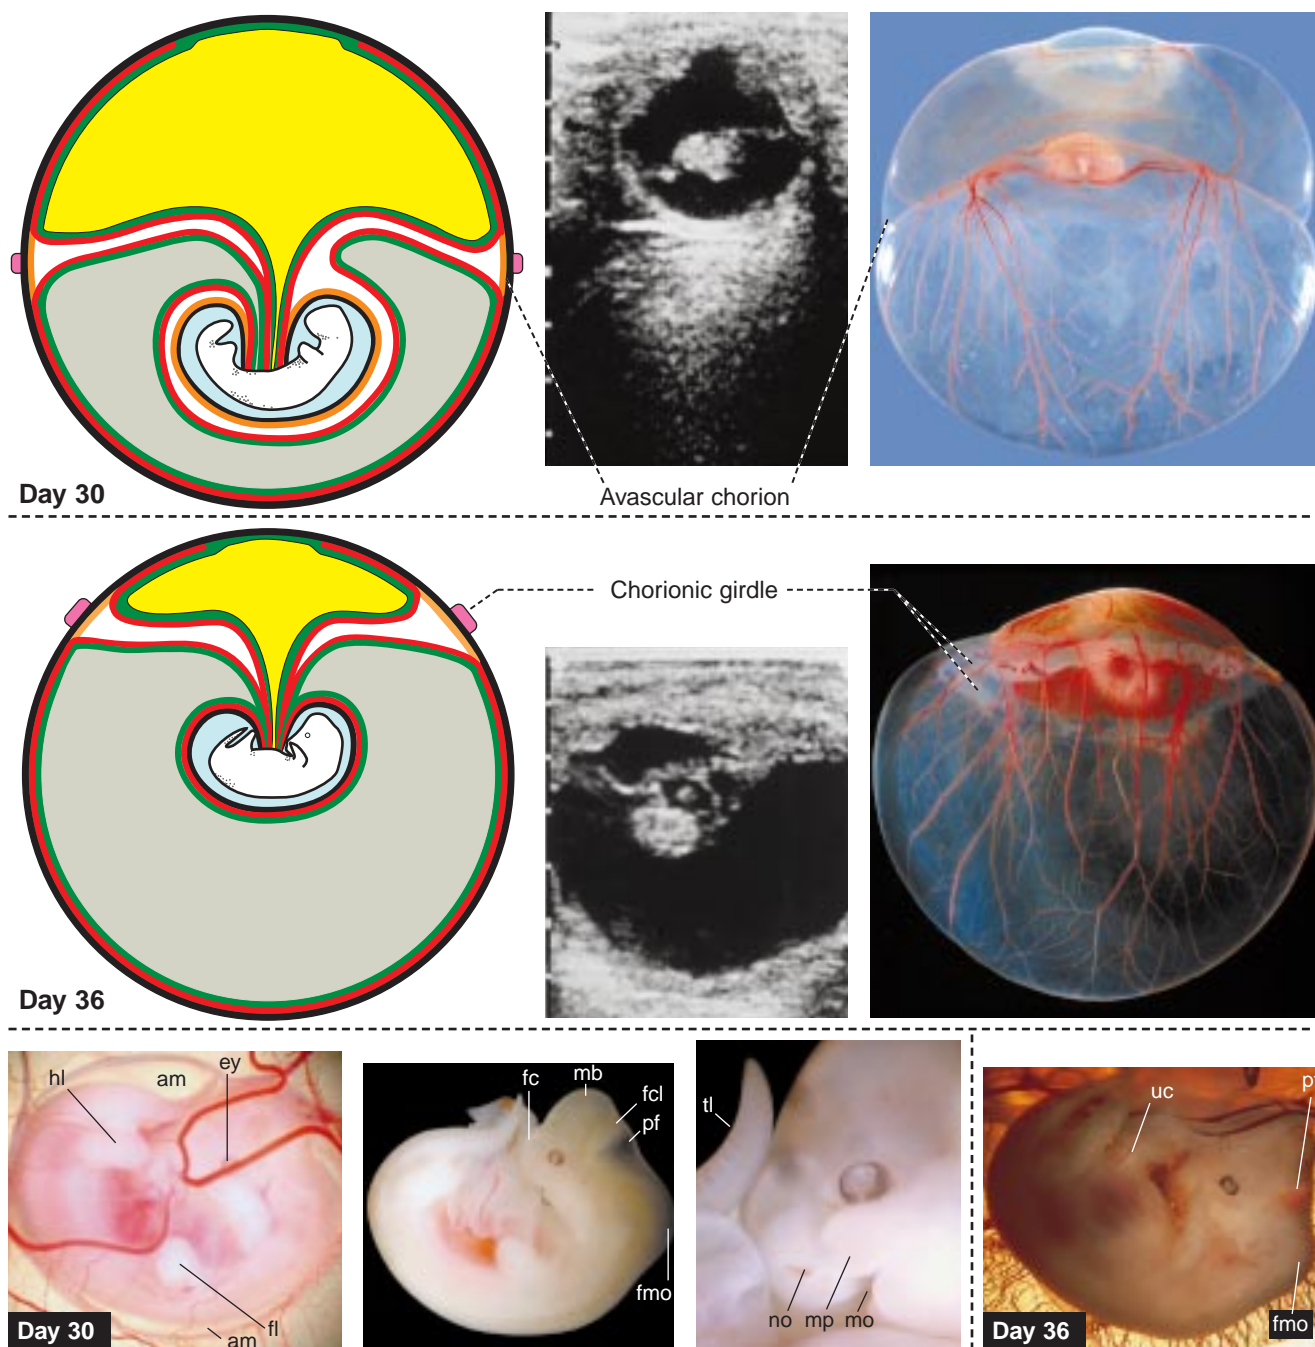 Day 30
Avascular chorion
Chorionic girdle
Day 36
hl
am
ey
fl
am
Day 30
fc
mb
fcl
pf
fmo
tl
no mp mo
uc
fmo
Day 36